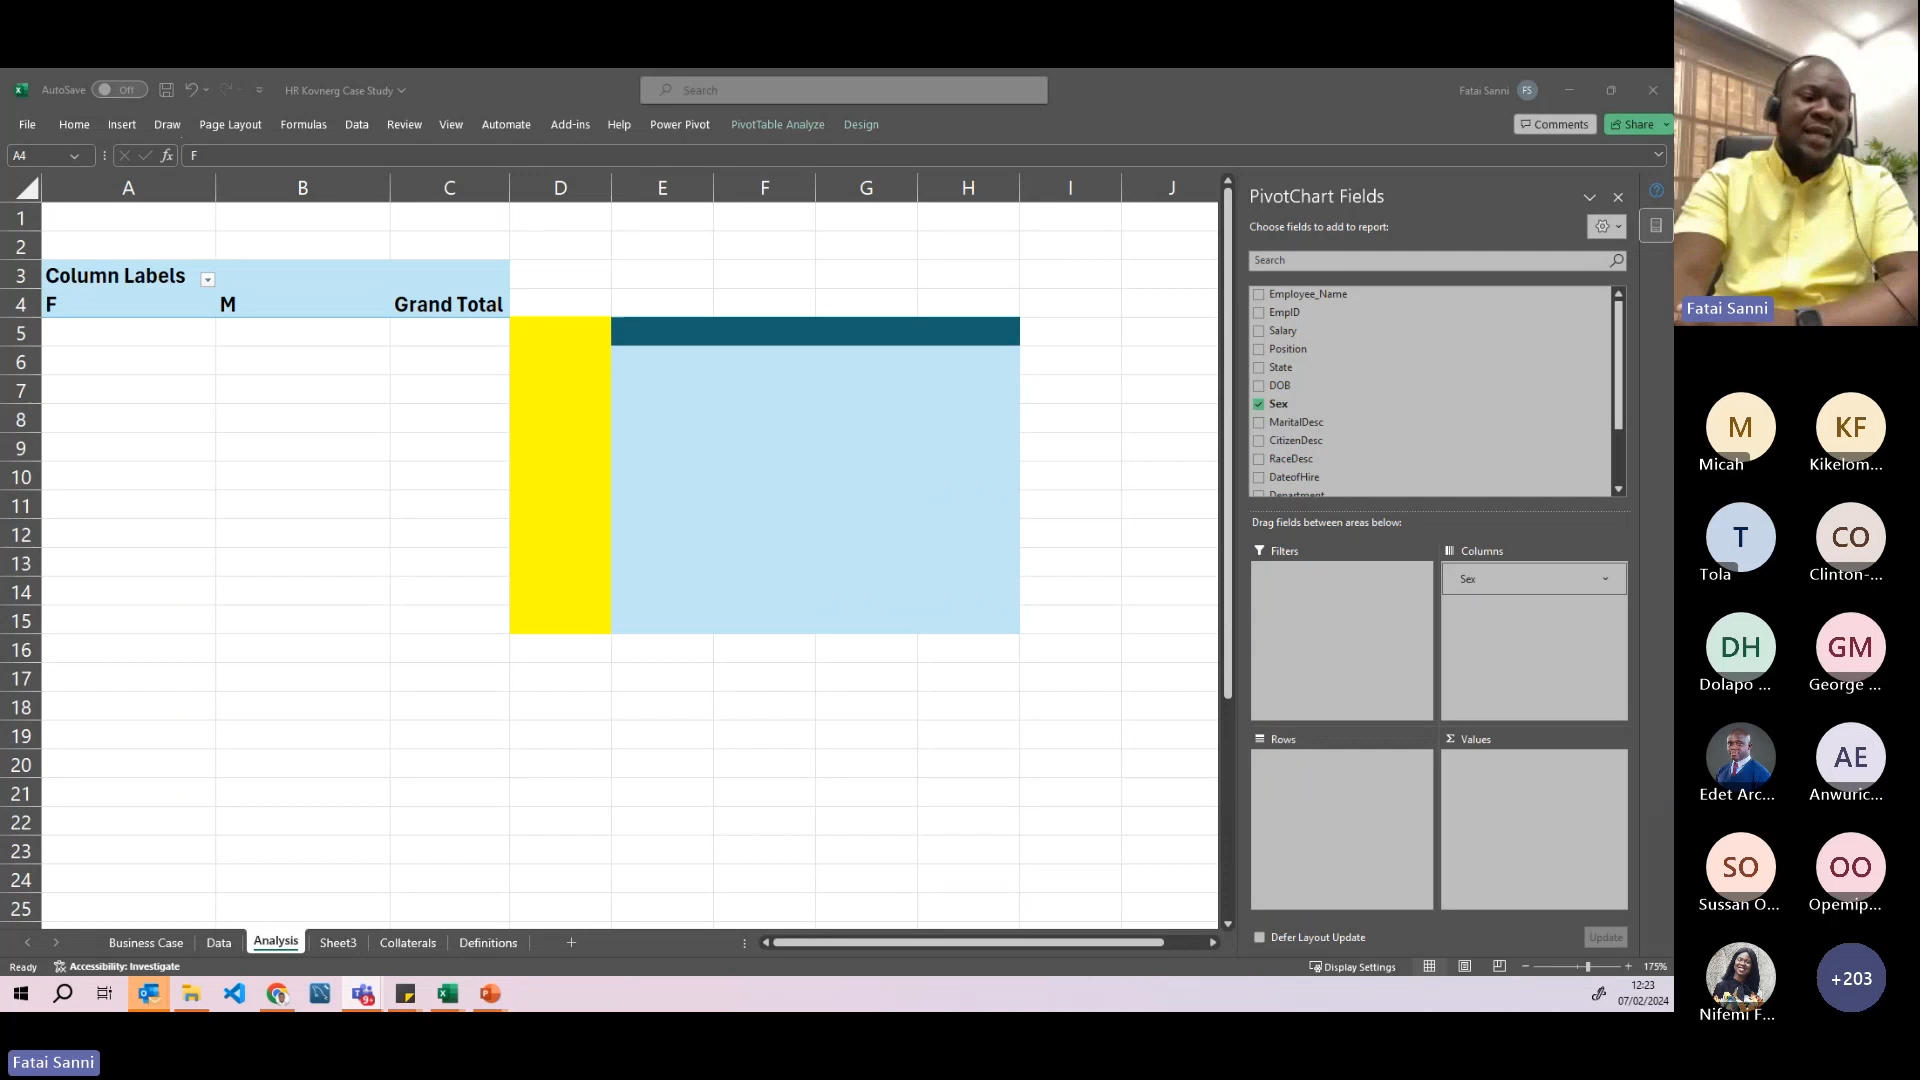 AutoSave Off HR Kovnerg Case Study Search Fatai Sanni FS
File Home Insert Draw Page Layout Formulas Data Review View Automate Add-ins Help Power Pivot PivotTable Analyze Design Comments Share
A4 fx F
A B C D E F G H I J
1
2
3 Column Labels
4 F M Grand Total
5
6
7
8
9
10
11
12
13
14
15
16
17
18
19
20
21
22
23
24
25
PivotChart Fields
Choose fields to add to report:
Search
Employee_Name
EmpID
Salary
Position
State
DOB
Sex
MaritalDesc
CitizenDesc
RaceDesc
DateofHire
Department
Drag fields between areas below:
Filters Columns
Sex
Rows Σ Values
Defer Layout Update Update
Business Case Data Analysis Sheet3 Collaterals Definitions
Ready Accessibility: Investigate Display Settings 175%
9+
12:23
07/02/2024
Fatai Sanni
M KF
Micah Kikelom...
T CO
Tola Clinton-...
DH GM
Dolapo ... George ...
AE
Edet Arc... Anwuric...
SO OO
Sussan O... Opemip...
+203
Nifemi F...
Fatai Sanni